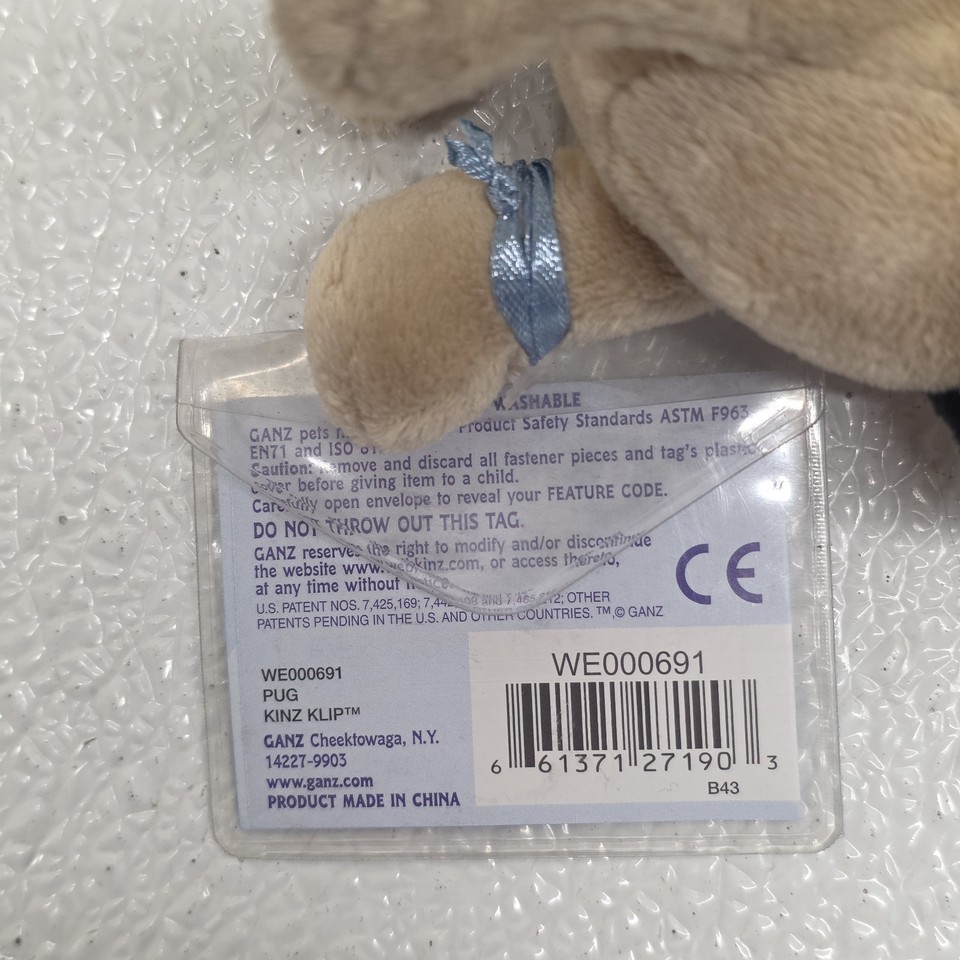 WASHABLE
GANZ pets Product Safety Standards ASTM F963
EN71 and ISO
Caution: Remove and discard all fastener pieces and tag's plastic
cover before giving item to a child.
Carefully open envelope to reveal your FEATURE CODE.
DO NOT THROW OUT THIS TAG.
GANZ reserves the right to modify and/or discontinue
the website www.webkinz.com, or access thereto,
at any time without notice.
U.S. PATENT NOS. 7,425,169; OTHER
PATENTS PENDING IN THE U.S. AND OTHER COUNTRIES. ™,© GANZ
CE
WE000691
PUG
KINZ KLIP™
GANZ Cheektowaga, N.Y.
14227-9903
www.ganz.com
PRODUCT MADE IN CHINA
WE000691
6 61371 27190 3
B43